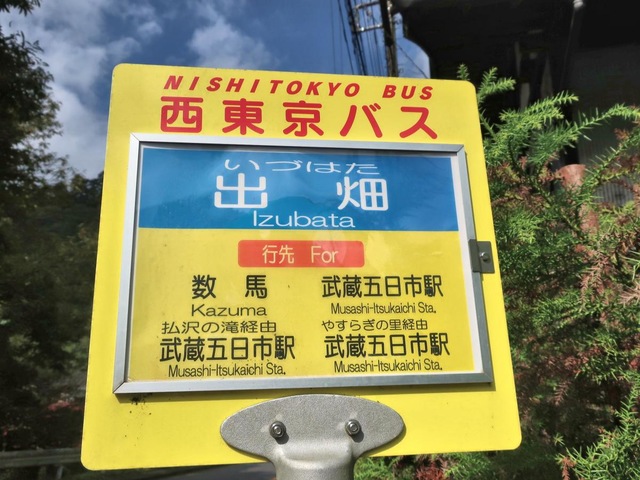 NISHITOKYO BUS
西東京バス
いづはた
出畑
Izubata
行先 For
数馬
Kazuma
武蔵五日市駅
Musashi-Itsukaichi Sta.
払沢の滝経由
武蔵五日市駅
Musashi-Itsukaichi Sta.
やすらぎの里経由
武蔵五日市駅
Musashi-Itsukaichi Sta.